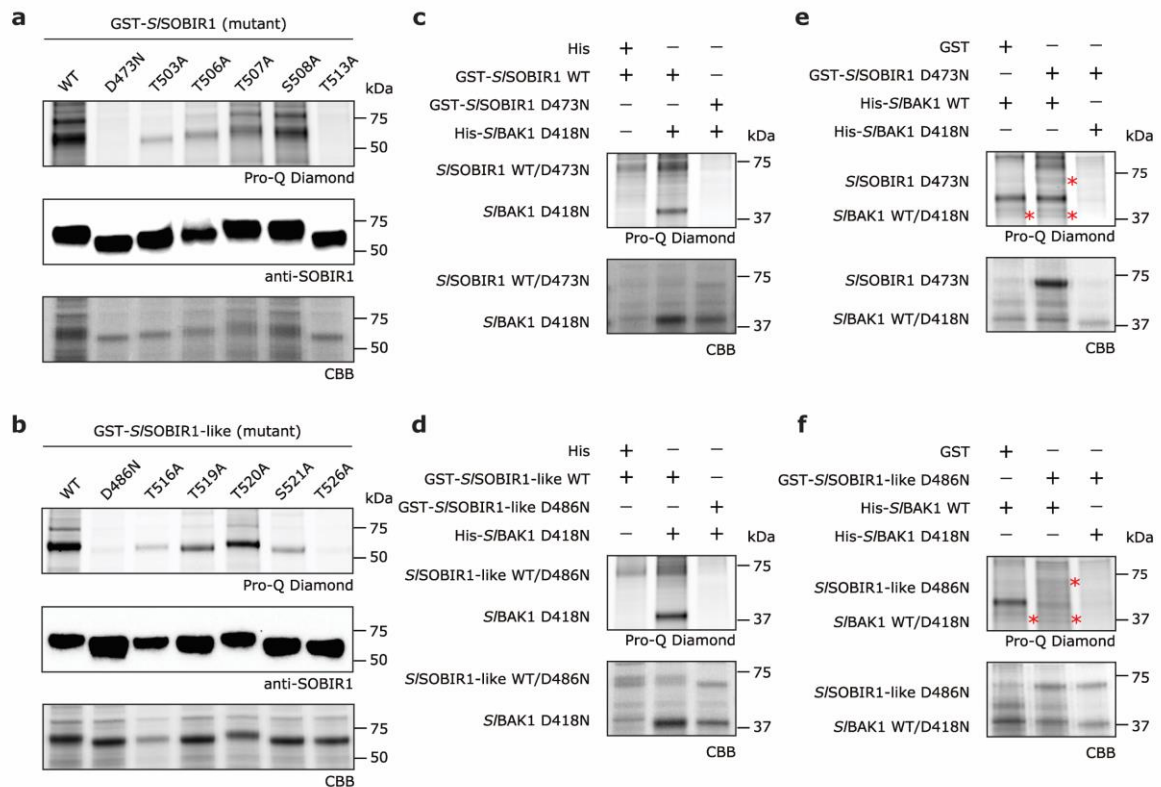 a
GST-SlSOBIR1 (mutant)
WT D473N T503A T506A T507A S508A T513A
kDa
75
50
Pro-Q Diamond
75
50
anti-SOBIR1
75
50
CBB
b
GST-SlSOBIR1-like (mutant)
WT D486N T516A T519A T520A S521A T526A
kDa
75
50
Pro-Q Diamond
75
50
anti-SOBIR1
75
50
CBB
c
His + − −
GST-SlSOBIR1 WT + + −
GST-SlSOBIR1 D473N − − +
His-SlBAK1 D418N − + + kDa
SlSOBIR1 WT/D473N 75
SlBAK1 D418N 37
Pro-Q Diamond
SlSOBIR1 WT/D473N 75
SlBAK1 D418N 37
CBB
d
His + − −
GST-SlSOBIR1-like WT + + −
GST-SlSOBIR1-like D486N − − +
His-SlBAK1 D418N − + + kDa
SlSOBIR1-like WT/D486N 75
SlBAK1 D418N 37
Pro-Q Diamond
SlSOBIR1-like WT/D486N 75
SlBAK1 D418N 37
CBB
e
GST + − −
GST-SlSOBIR1 D473N − + +
His-SlBAK1 WT + + −
His-SlBAK1 D418N − − + kDa
SlSOBIR1 D473N * 75
SlBAK1 WT/D418N * * 37
Pro-Q Diamond
SlSOBIR1 D473N 75
SlBAK1 WT/D418N 37
CBB
f
GST + − −
GST-SlSOBIR1-like D486N − + +
His-SlBAK1 WT + + −
His-SlBAK1 D418N − − + kDa
SlSOBIR1-like D486N * 75
SlBAK1 WT/D418N * * 37
Pro-Q Diamond
SlSOBIR1-like D486N 75
SlBAK1 WT/D418N 37
CBB